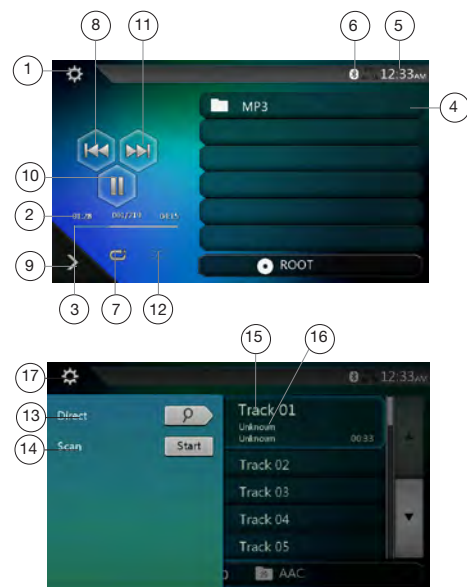 8
11
6
5
1
12:33AM
MP3
4
10
2
01:28
001/210
04:15
9
ROOT
3
7
12
15
16
17
12:33AM
13
Direct
Track 01
Unknown
Unknown
00:33
14
Scan
Start
Track 02
Track 03
Track 04
Track 05
AAC